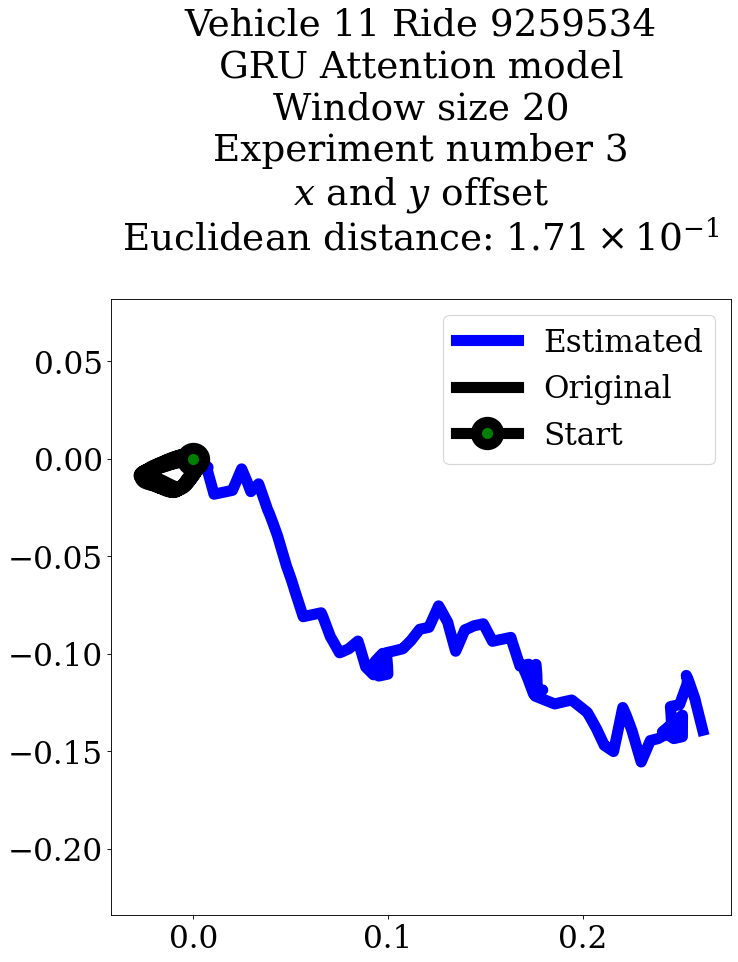 Vehicle 11 Ride 9259534
GRU Attention model
Window size 20
Experiment number 3
x and y offset
Euclidean distance: 1.71 × 10⁻¹
Estimated
Original
Start
0.05
0.00
−0.05
−0.10
−0.15
−0.20
0.0 0.1 0.2